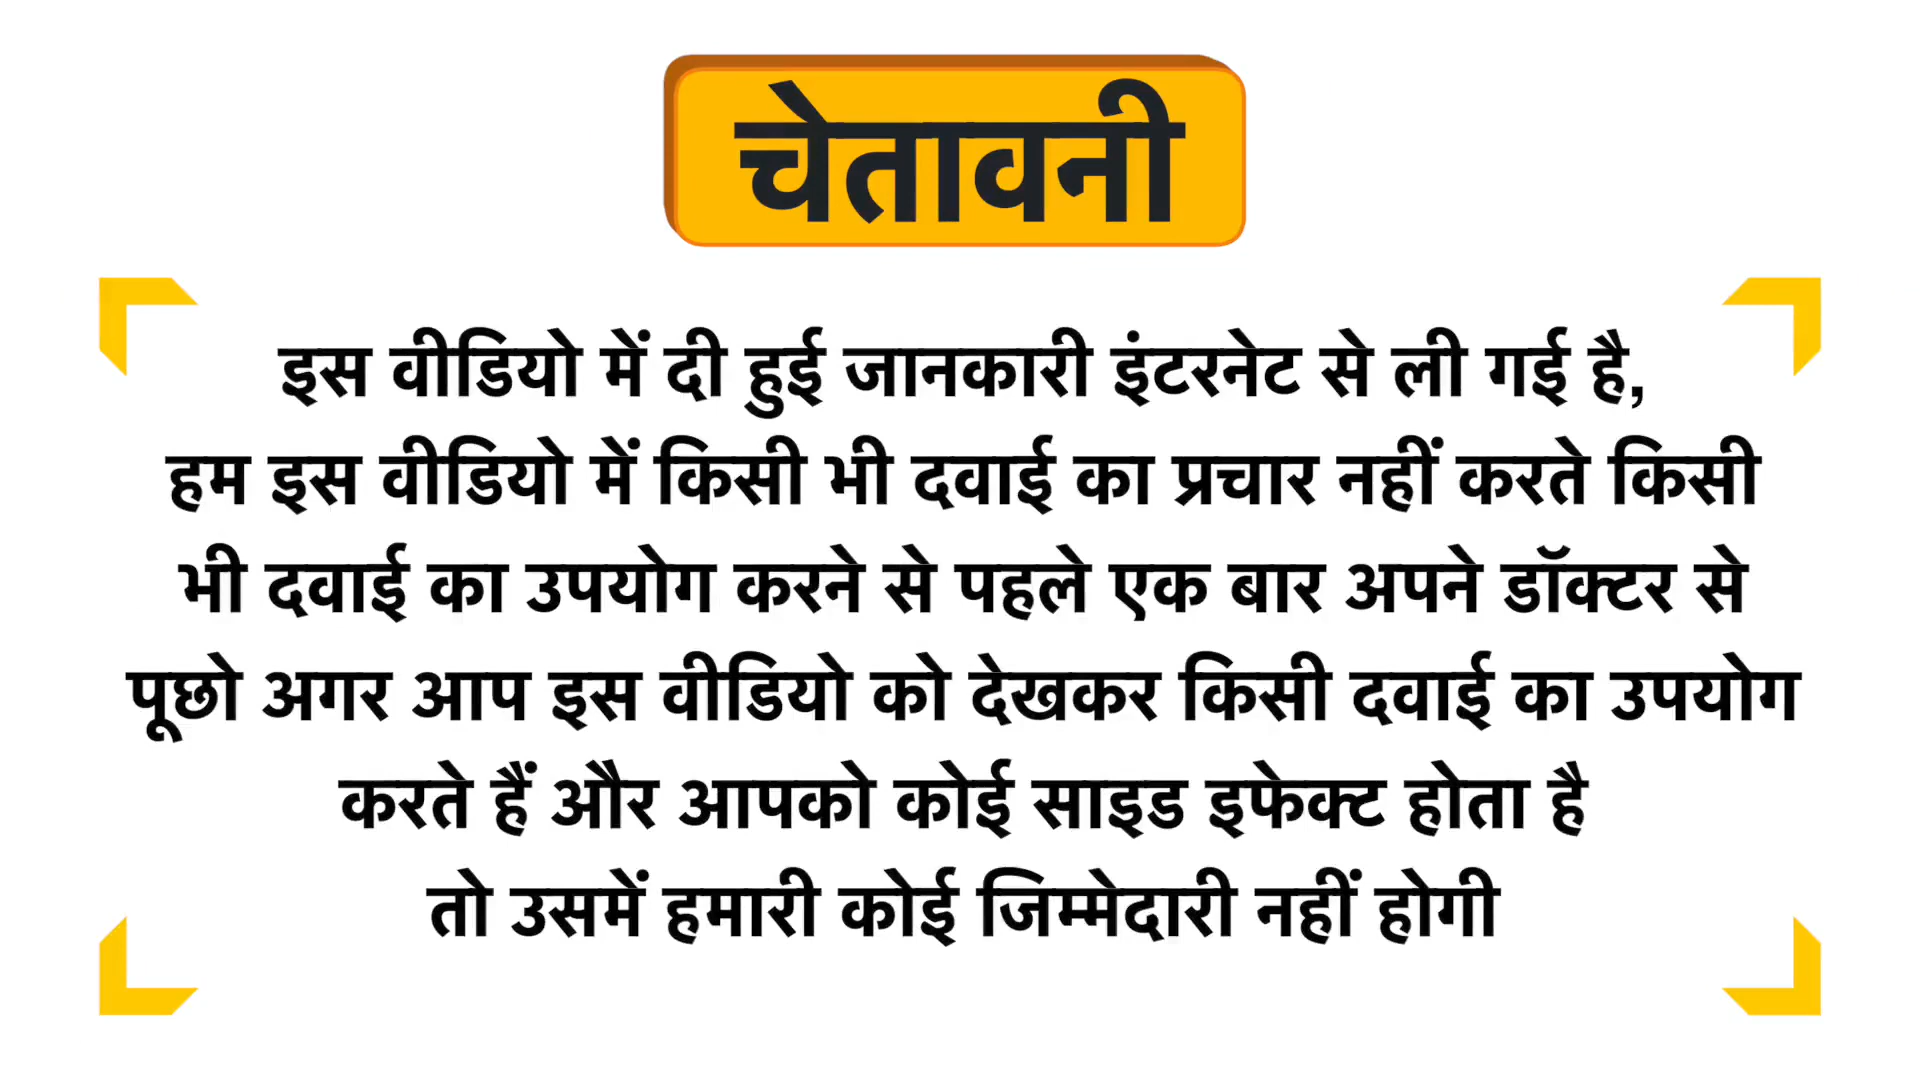 चेतावनी
इस वीडियो में दी हुई जानकारी इंटरनेट से ली गई है,
हम इस वीडियो में किसी भी दवाई का प्रचार नहीं करते किसी
भी दवाई का उपयोग करने से पहले एक बार अपने डॉक्टर से
पूछो अगर आप इस वीडियो को देखकर किसी दवाई का उपयोग
करते हैं और आपको कोई साइड इफेक्ट होता है
तो उसमें हमारी कोई जिम्मेदारी नहीं होगी